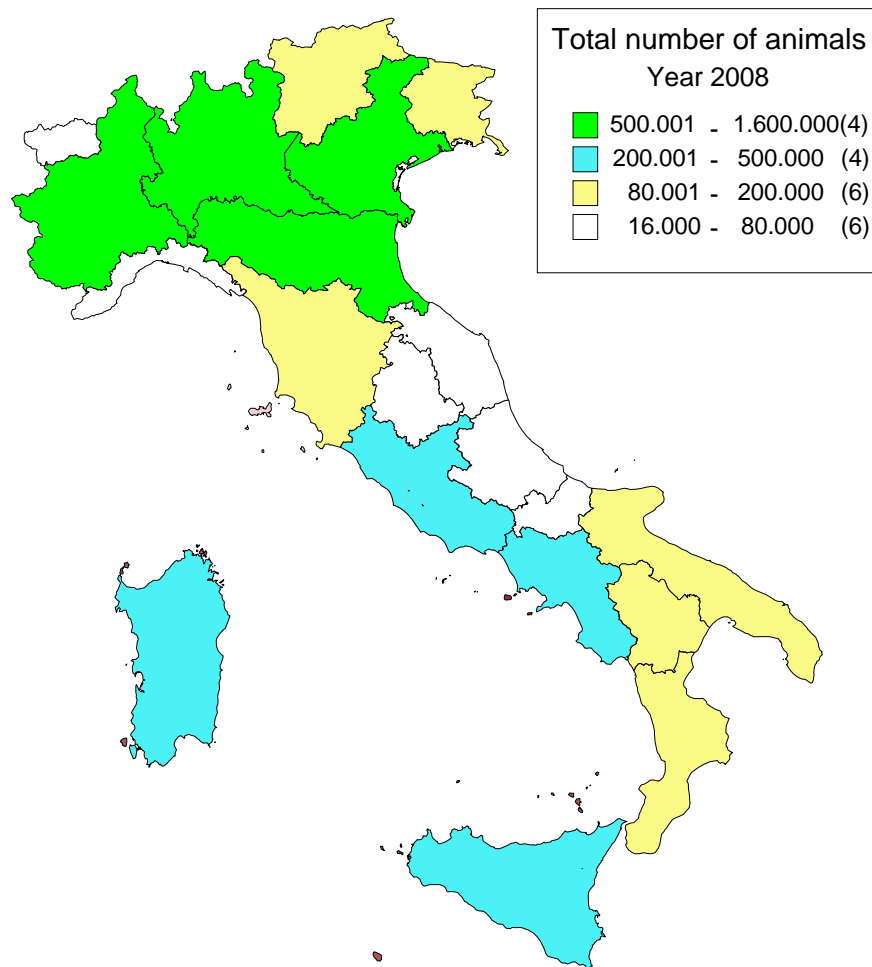 Total number of animals
Year 2008
500.001 - 1.600.000(4)
200.001 - 500.000 (4)
80.001 - 200.000 (6)
16.000 - 80.000 (6)